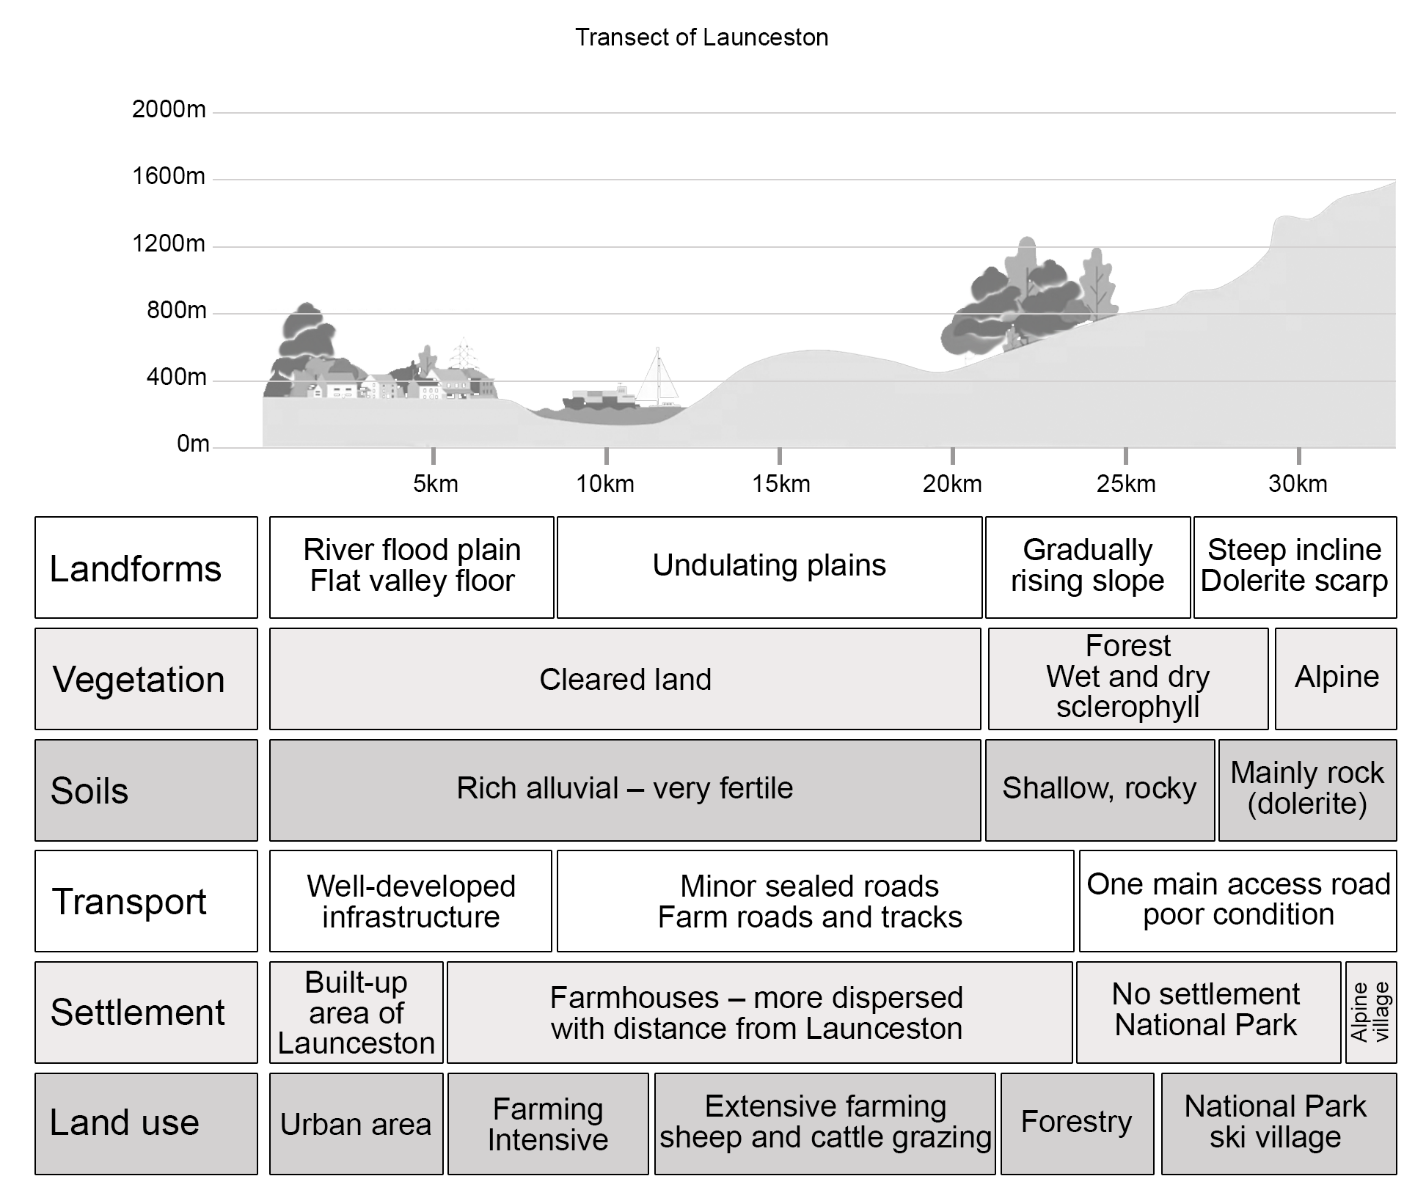 Transect of Launceston
2000m
1600m
1200m
800m
400m
0m
5km
10km
15km
20km
25km
30km
Landforms
River flood plain
Flat valley floor
Undulating plains
Gradually
rising slope
Steep incline
Dolerite scarp
Vegetation
Cleared land
Forest
Wet and dry
sclerophyll
Alpine
Soils
Rich alluvial – very fertile
Shallow, rocky
Mainly rock
(dolerite)
Transport
Well-developed
infrastructure
Minor sealed roads
Farm roads and tracks
One main access road
poor condition
Settlement
Built-up
area of
Launceston
Farmhouses – more dispersed
with distance from Launceston
No settlement
National Park
Alpine
village
Land use
Urban area
Farming
Intensive
Extensive farming
sheep and cattle grazing
Forestry
National Park
ski village